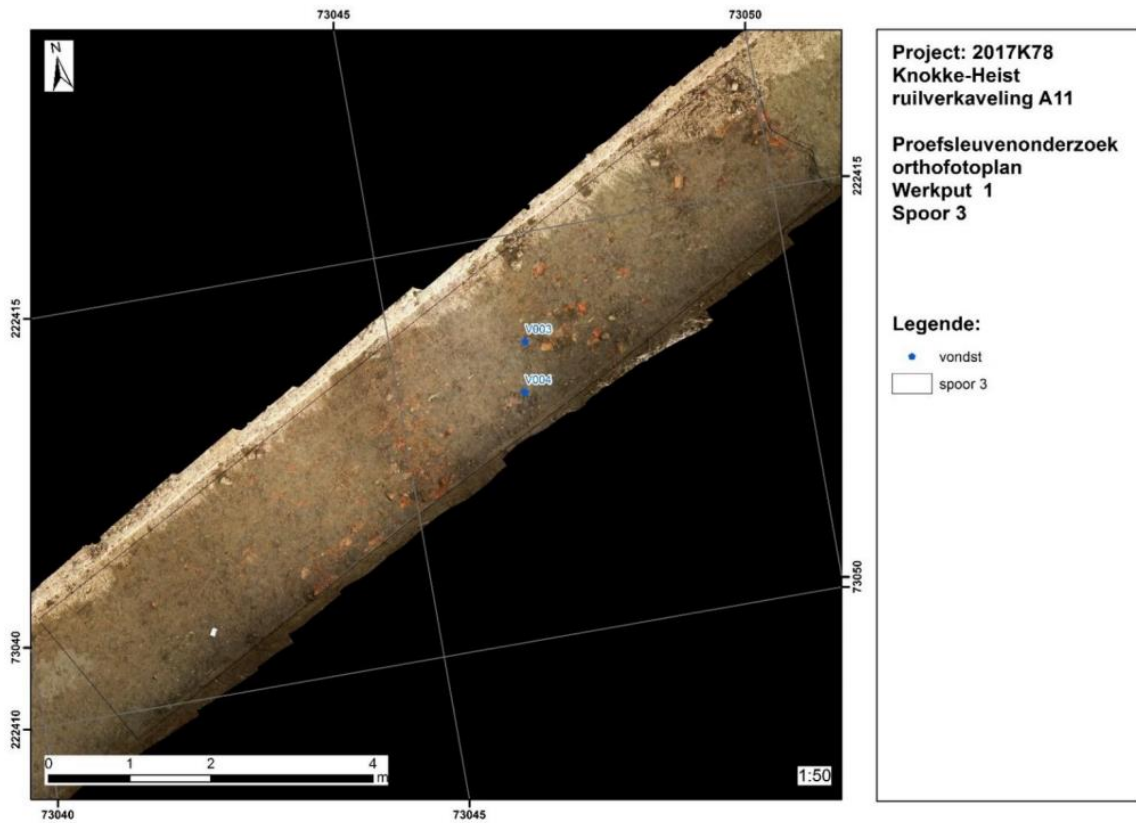 73045
73050
N
Project: 2017K78
Knokke-Heist
ruilverkaveling A11
Proefsleuvenonderzoek
orthofotoplan
Werkput 1
Spoor 3
222415
222415
V003
V004
Legende:
vondst
spoor 3
73050
73040
222410
0 1 2 4
m
1:50
73040
73045